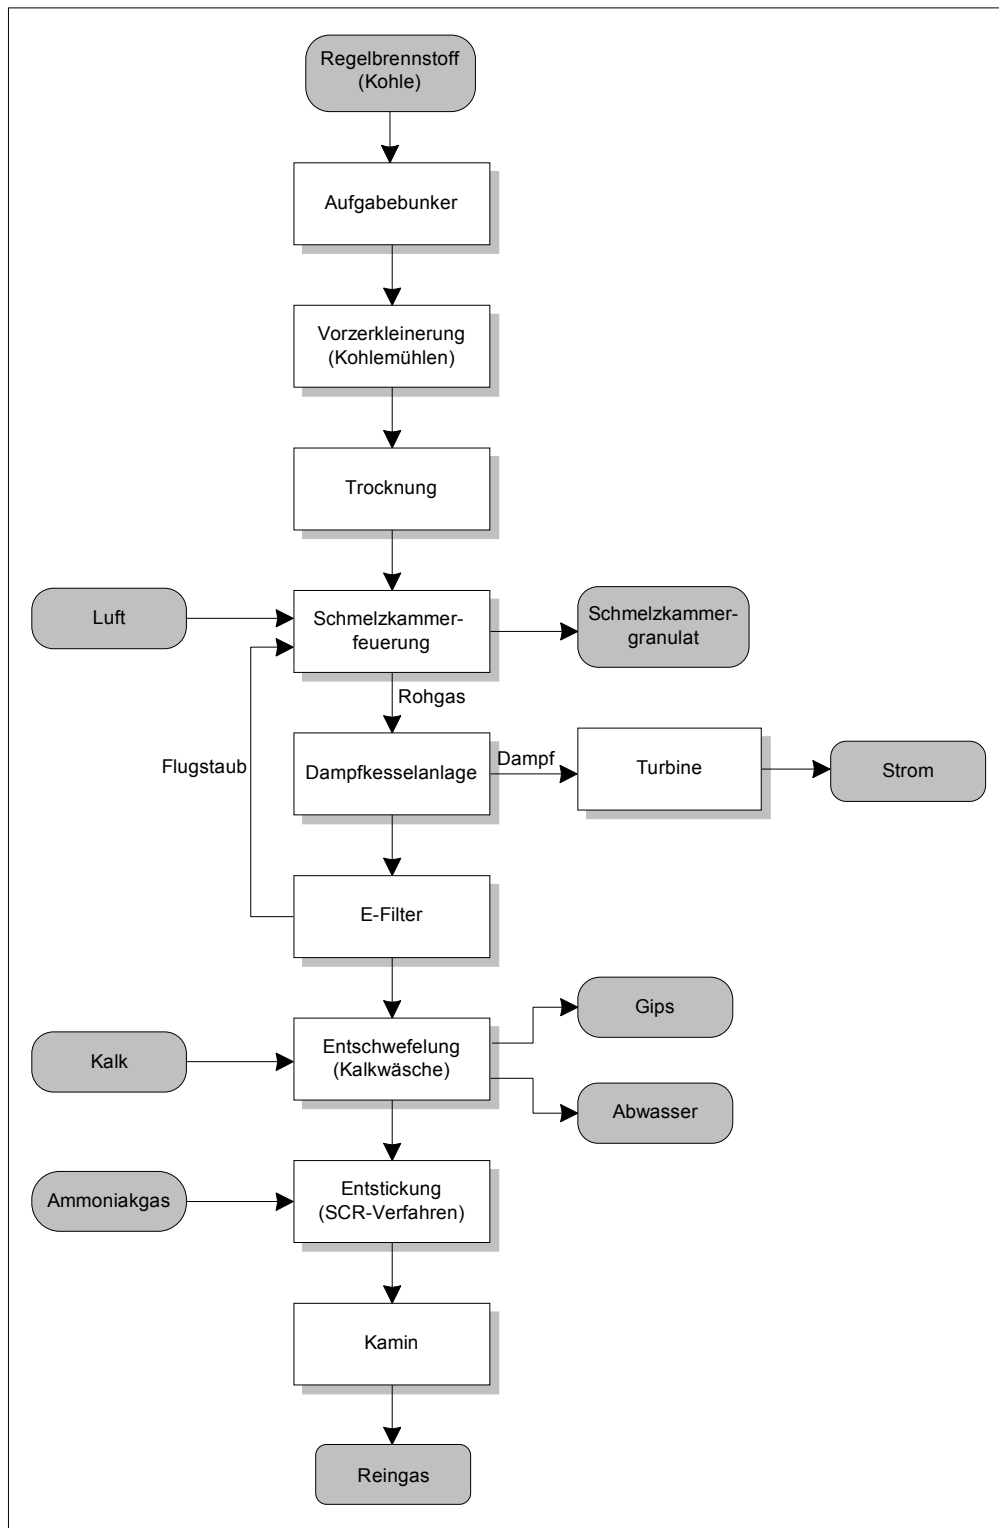 Regelbrennstoff
(Kohle)
Aufgabebunker
Vorzerkleinerung
(Kohlemühlen)
Trocknung
Luft
Schmelzkammer-
feuerung
Schmelzkammer-
granulat
Rohgas
Flugstaub
Dampfkesselanlage
Dampf
Turbine
Strom
E-Filter
Kalk
Entschwefelung
(Kalkwäsche)
Gips
Abwasser
Ammoniakgas
Entstickung
(SCR-Verfahren)
Kamin
Reingas